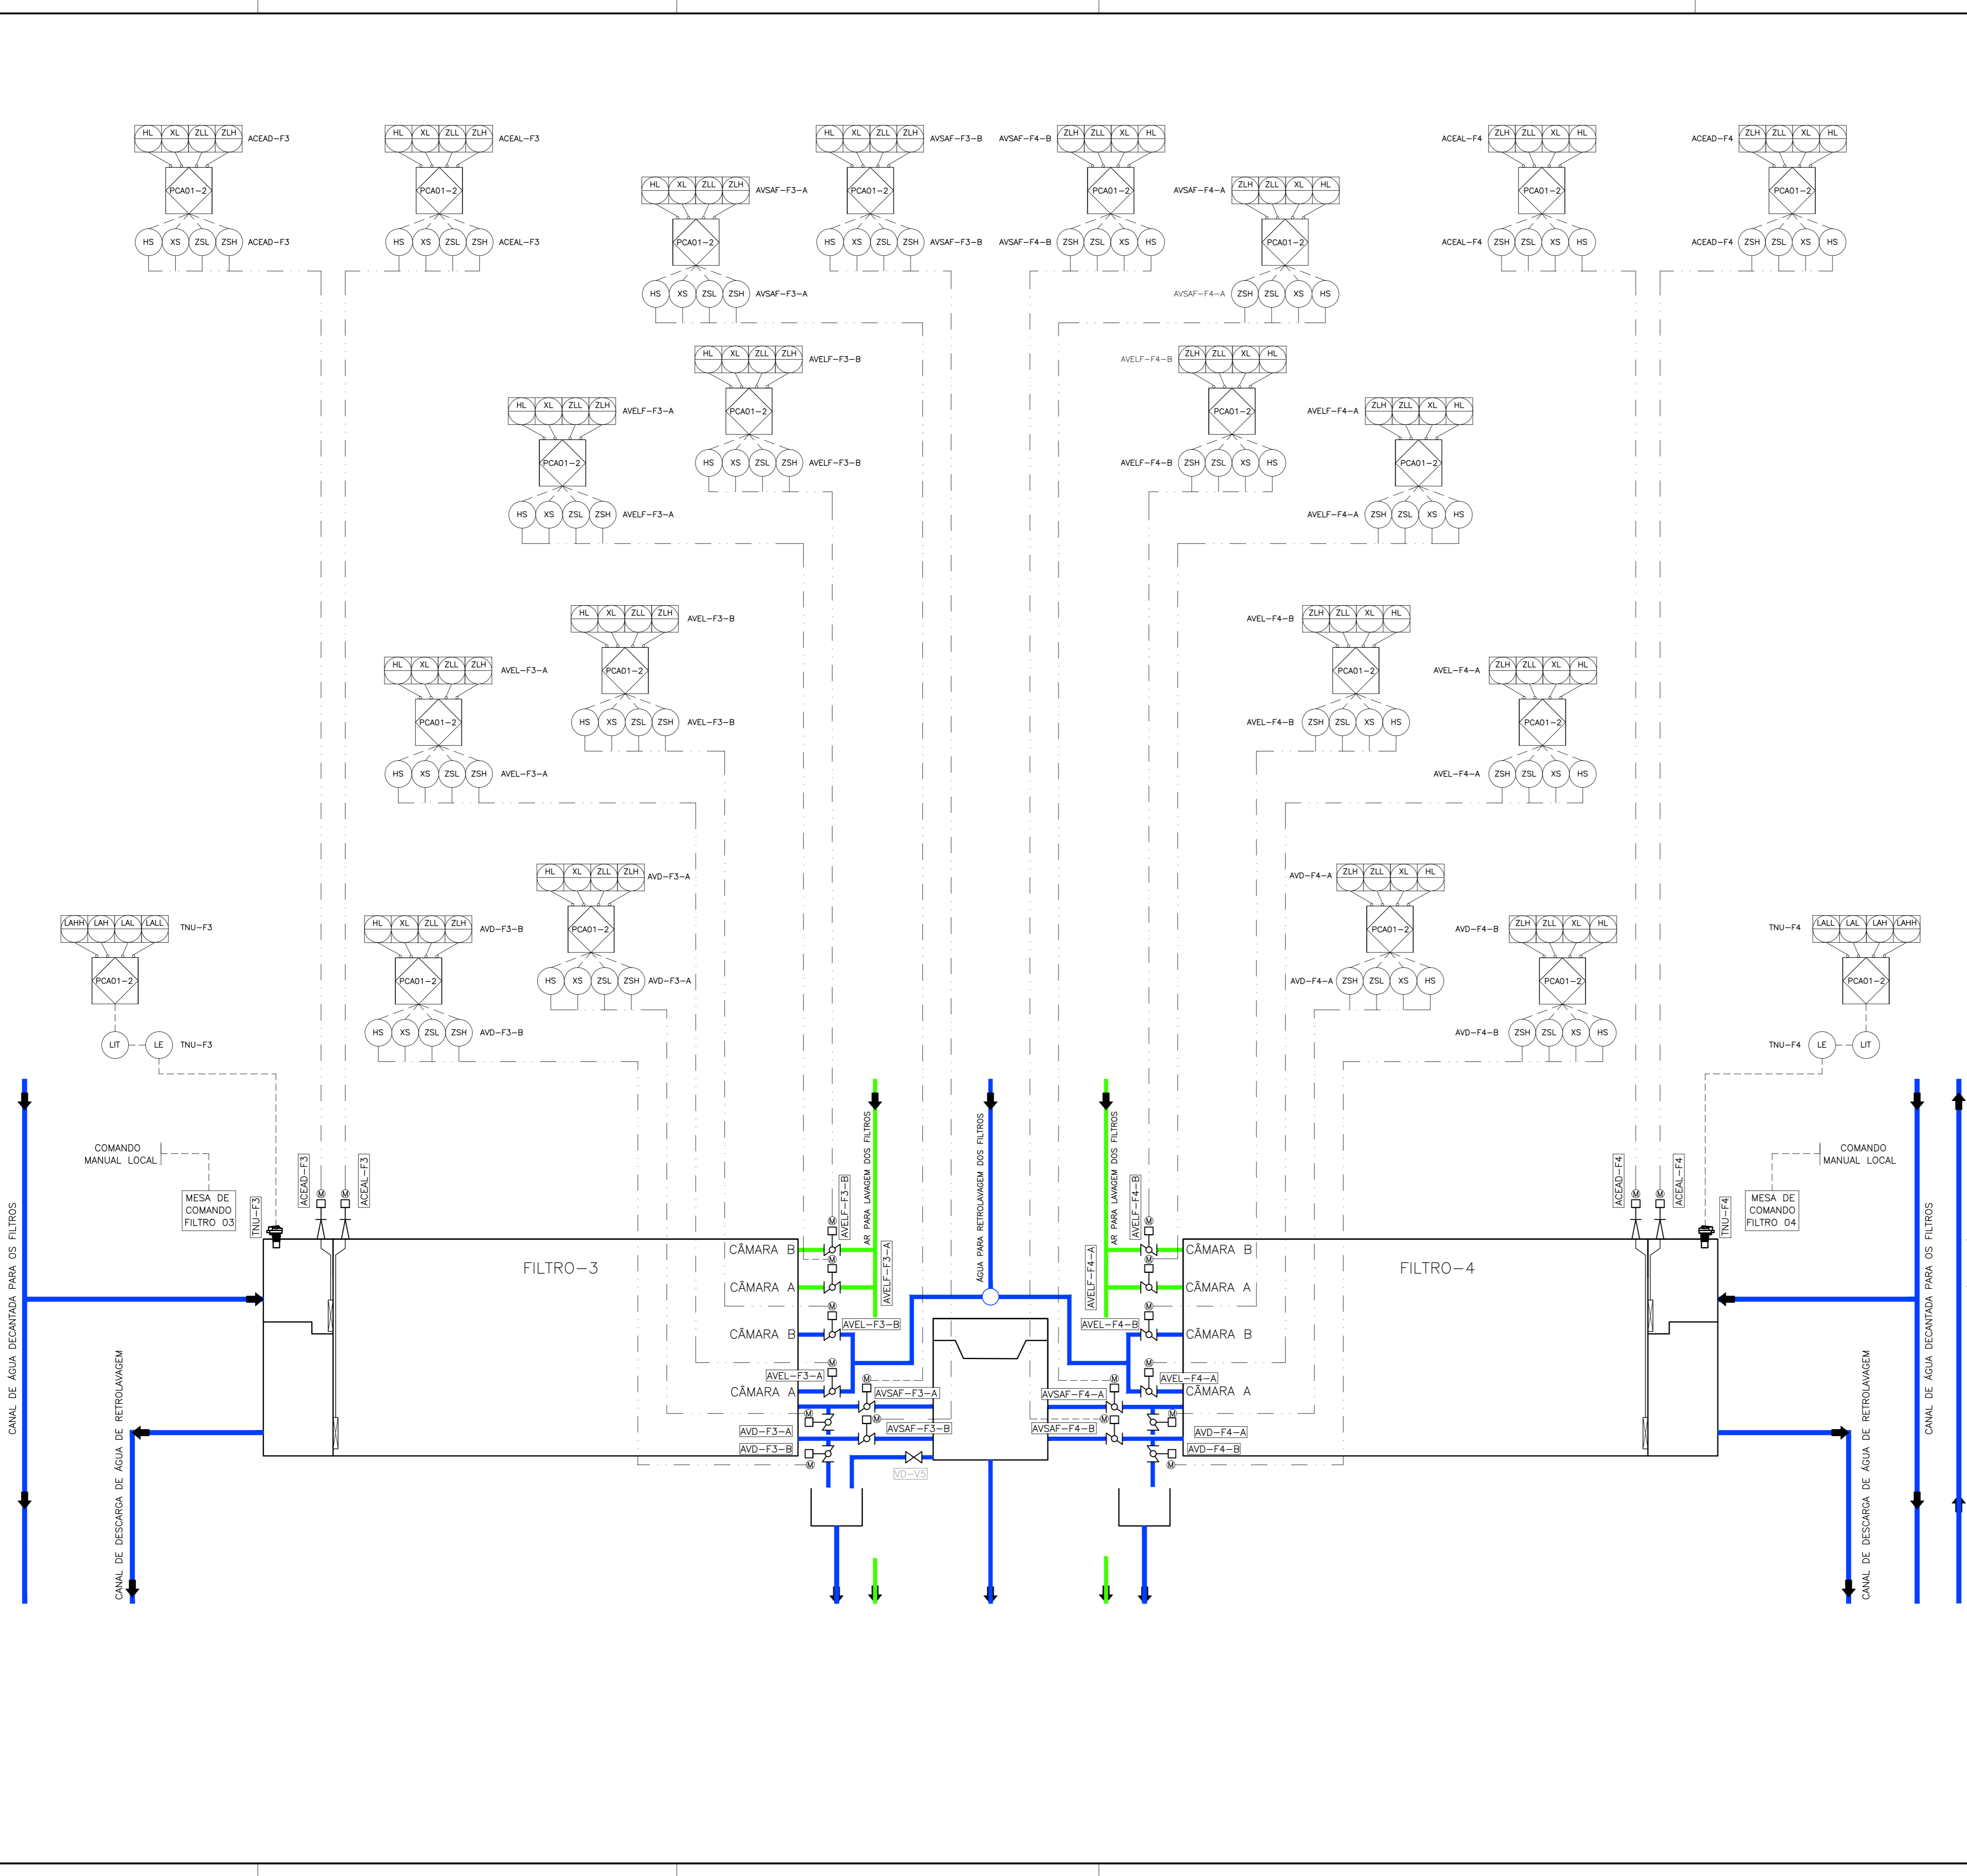 HL XL ZLL ZLH ACEAD-F3
PCA01-2
HS XS ZSL ZSH ACEAD-F3
HL XL ZLL ZLH ACEAL-F3
PCA01-2
HS XS ZSL ZSH ACEAL-F3
HL XL ZLL ZLH AVSAF-F3-A
PCA01-2
HS XS ZSL ZSH AVSAF-F3-A
HL XL ZLL ZLH AVSAF-F3-B
PCA01-2
HS XS ZSL ZSH AVSAF-F3-B
AVSAF-F4-B ZLH ZLL XL HL
PCA01-2
AVSAF-F4-B ZSH ZSL XS HS
AVSAF-F4-A ZLH ZLL XL HL
PCA01-2
AVSAF-F4-A ZSH ZSL XS HS
ACEAL-F4 ZLH ZLL XL HL
PCA01-2
ACEAL-F4 ZSH ZSL XS HS
ACEAD-F4 ZLH ZLL XL HL
PCA01-2
ACEAD-F4 ZSH ZSL XS HS
HL XL ZLL ZLH AVELF-F3-B
PCA01-2
HS XS ZSL ZSH AVELF-F3-B
HL XL ZLL ZLH AVELF-F3-A
PCA01-2
HS XS ZSL ZSH AVELF-F3-A
AVELF-F4-B ZLH ZLL XL HL
PCA01-2
AVELF-F4-B ZSH ZSL XS HS
AVELF-F4-A ZLH ZLL XL HL
PCA01-2
AVELF-F4-A ZSH ZSL XS HS
HL XL ZLL ZLH AVEL-F3-B
PCA01-2
HS XS ZSL ZSH AVEL-F3-B
HL XL ZLL ZLH AVEL-F3-A
PCA01-2
HS XS ZSL ZSH AVEL-F3-A
AVEL-F4-B ZLH ZLL XL HL
PCA01-2
AVEL-F4-B ZSH ZSL XS HS
AVEL-F4-A ZLH ZLL XL HL
PCA01-2
AVEL-F4-A ZSH ZSL XS HS
HL XL ZLL ZLH AVD-F3-A
PCA01-2
HS XS ZSL ZSH AVD-F3-A
HL XL ZLL ZLH AVD-F3-B
PCA01-2
HS XS ZSL ZSH AVD-F3-B
AVD-F4-A ZLH ZLL XL HL
PCA01-2
AVD-F4-A ZSH ZSL XS HS
AVD-F4-B ZLH ZLL XL HL
PCA01-2
AVD-F4-B ZSH ZSL XS HS
LAHH LAH LAL LALL TNU-F3
PCA01-2
LIT LE TNU-F3
TNU-F4 LALL LAL LAH LAHH
PCA01-2
TNU-F4 LE LIT
CANAL DE ÁGUA DECANTADA PARA OS FILTROS
COMANDO
MANUAL LOCAL
MESA DE
COMANDO
FILTRO 03
TNU-F3
ACEAD-F3
M
M
ACEAL-F3
CANAL DE DESCARGA DE ÁGUA DE RETROLAVAGEM
FILTRO-3
CÂMARA B
CÂMARA A
CÂMARA B
CÂMARA A
M
AVELF-F3-B
M
AVELF-F3-A
AR PARA LAVAGEM DOS FILTROS
M
AVEL-F3-B
M
AVEL-F3-A
M
AVSAF-F3-A
M
AVSAF-F3-B
M
AVD-F3-A
AVD-F3-B
M
VD-V5
ÁGUA PARA RETROLAVAGEM DOS FILTROS
AR PARA LAVAGEM DOS FILTROS
AVELF-F4-A
AVELF-F4-B
M
M
M
AVEL-F4-B
M
AVEL-F4-A
M
AVSAF-F4-A
M
AVSAF-F4-B
M
AVD-F4-A
AVD-F4-B
M
CÂMARA B
CÂMARA A
CÂMARA B
CÂMARA A
FILTRO-4
ACEAD-F4
M
M
ACEAL-F4
TNU-F4
MESA DE
COMANDO
FILTRO 04
COMANDO
MANUAL LOCAL
CANAL DE DESCARGA DE ÁGUA DE RETROLAVAGEM
CANAL DE ÁGUA DECANTADA PARA OS FILTROS